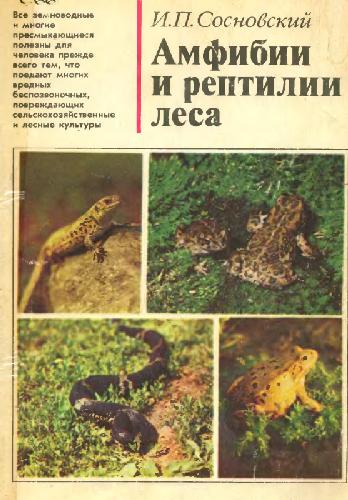 Все земноводные
и многие
пресмыкающиеся
полезны для
человека прежде
всего тем, что
поедают многих
вредных
беспозвоночных,
повреждающих
сельскохозяйственные
и лесные культуры
И.П.Сосновский
Амфибии
и рептилии
леса